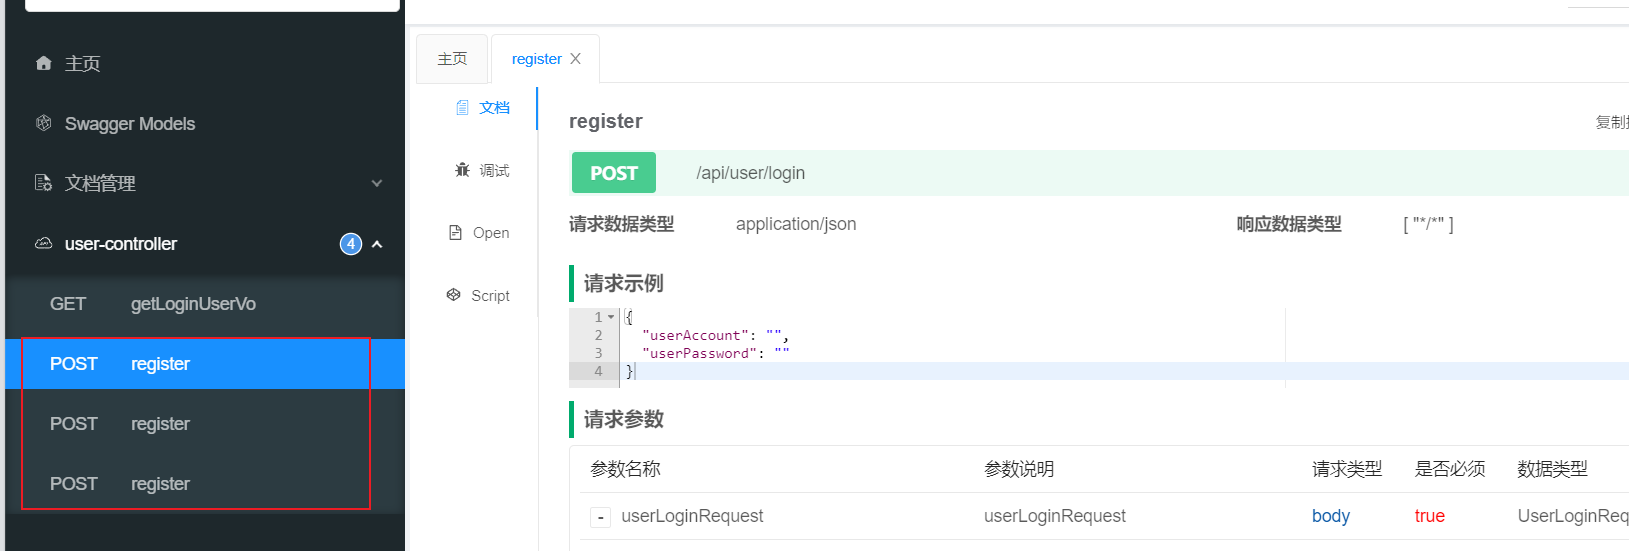 主页
Swagger Models
文档管理
user-controller 4
GET getLoginUserVo
POST register
POST register
POST register
主页 register
文档
调试
Open
Script
register
POST /api/user/login
请求数据类型 application/json 响应数据类型 [ "*/*" ]
请求示例
1 {
2 "userAccount": "",
3 "userPassword": ""
4 }
请求参数
参数名称 参数说明 请求类型 是否必须 数据类型
- userLoginRequest userLoginRequest body true UserLoginReq